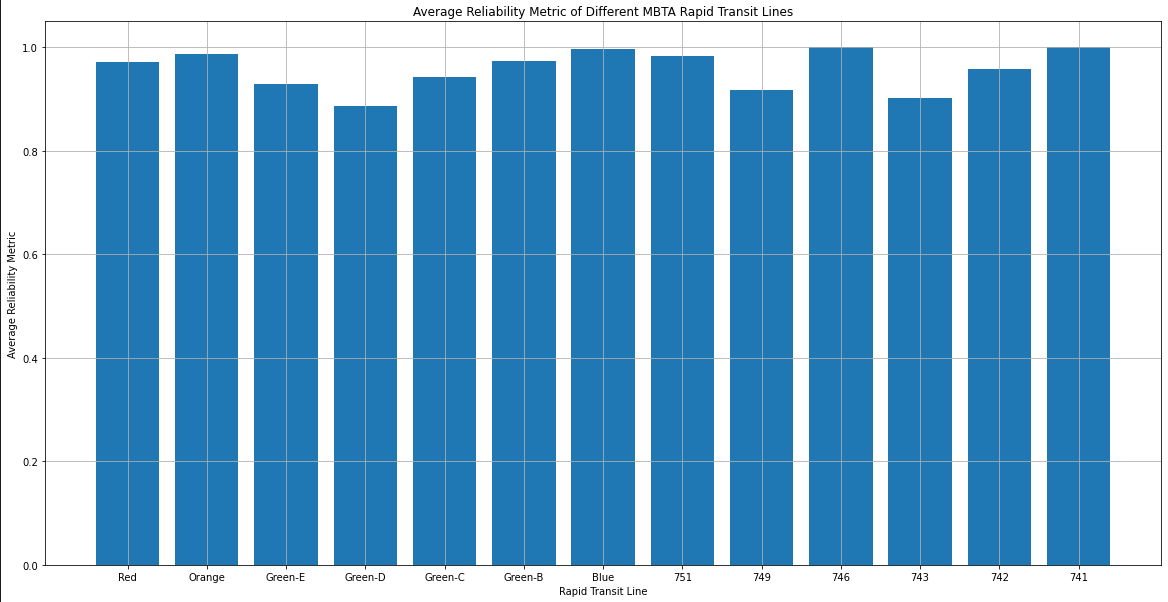 Average Reliability Metric of Different MBTA Rapid Transit Lines
Average Reliability Metric
1.0
0.8
0.6
0.4
0.2
0.0
Red Orange Green-E Green-D Green-C Green-B Blue 751 749 746 743 742 741
Rapid Transit Line